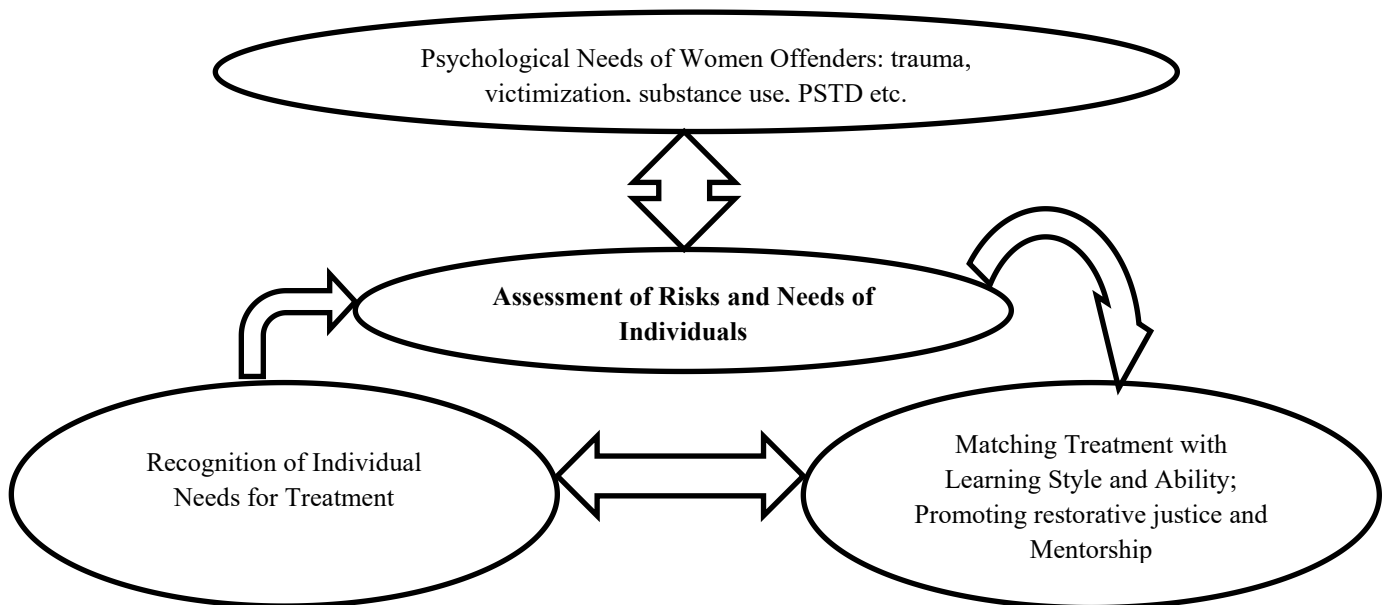 Psychological Needs of Women Offenders: trauma,
victimization, substance use, PSTD etc.
Assessment of Risks and Needs of
Individuals
Recognition of Individual
Needs for Treatment
Matching Treatment with
Learning Style and Ability;
Promoting restorative justice and
Mentorship